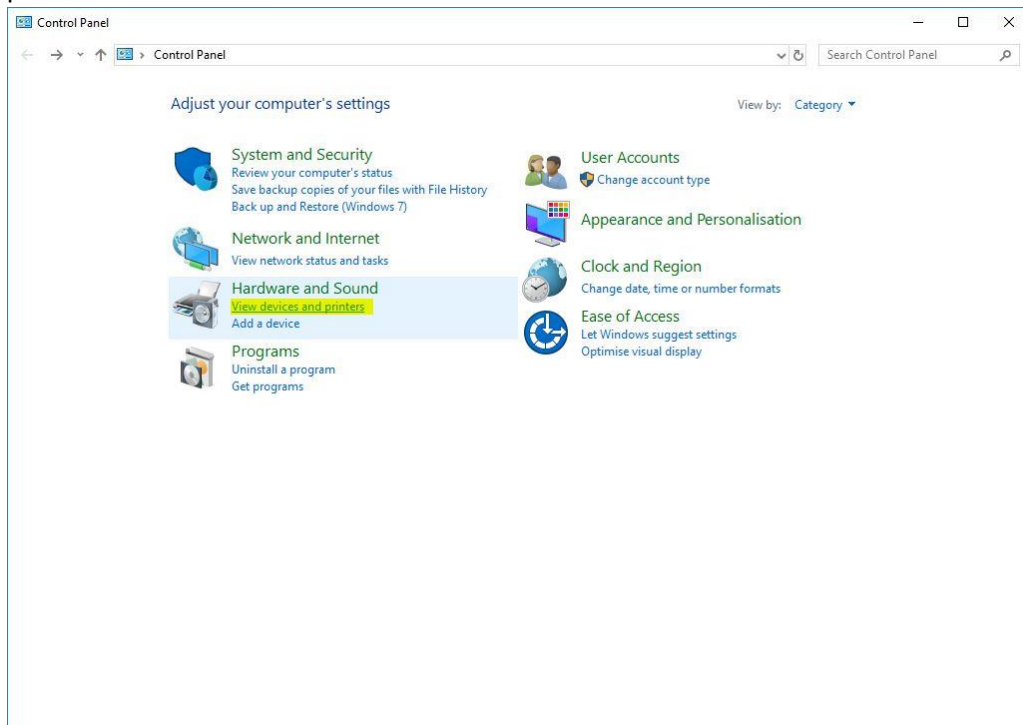 Control Panel
Control Panel
Search Control Panel
Adjust your computer's settings
View by: Category
System and Security
Review your computer's status
Save backup copies of your files with File History
Back up and Restore (Windows 7)
Network and Internet
View network status and tasks
Hardware and Sound
View devices and printers
Add a device
Programs
Uninstall a program
Get programs
User Accounts
Change account type
Appearance and Personalisation
Clock and Region
Change date, time or number formats
Ease of Access
Let Windows suggest settings
Optimise visual display